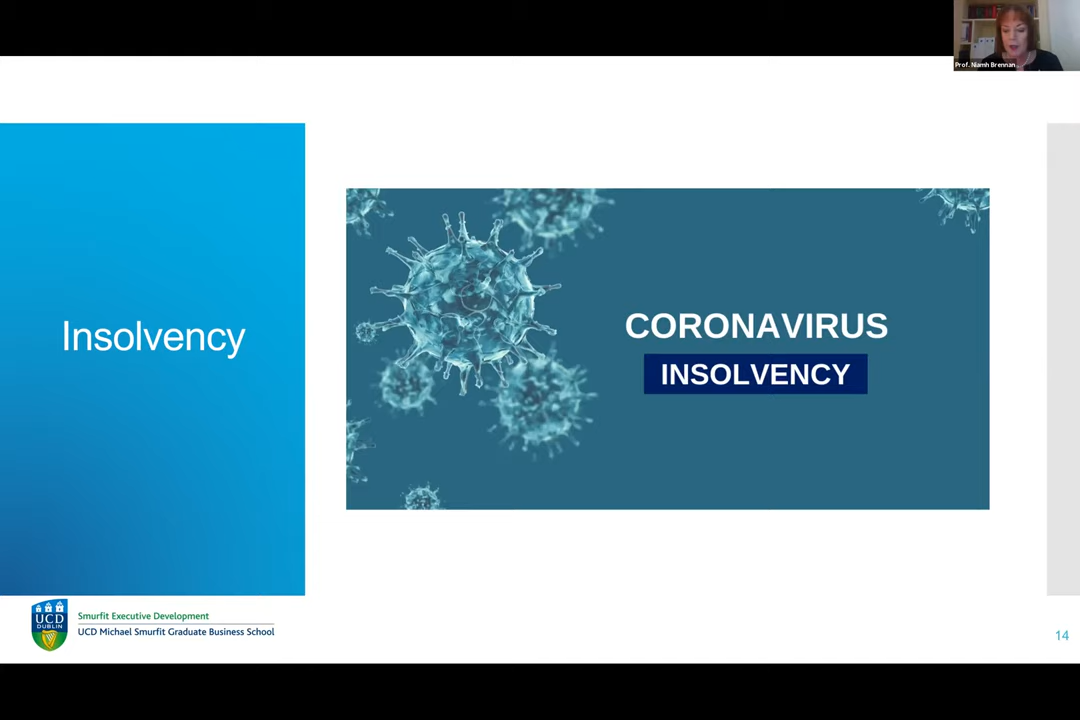 Prof. Niamh Brennan
Insolvency
CORONAVIRUS
INSOLVENCY
UCD
DUBLIN
Smurfit Executive Development
UCD Michael Smurfit Graduate Business School
14